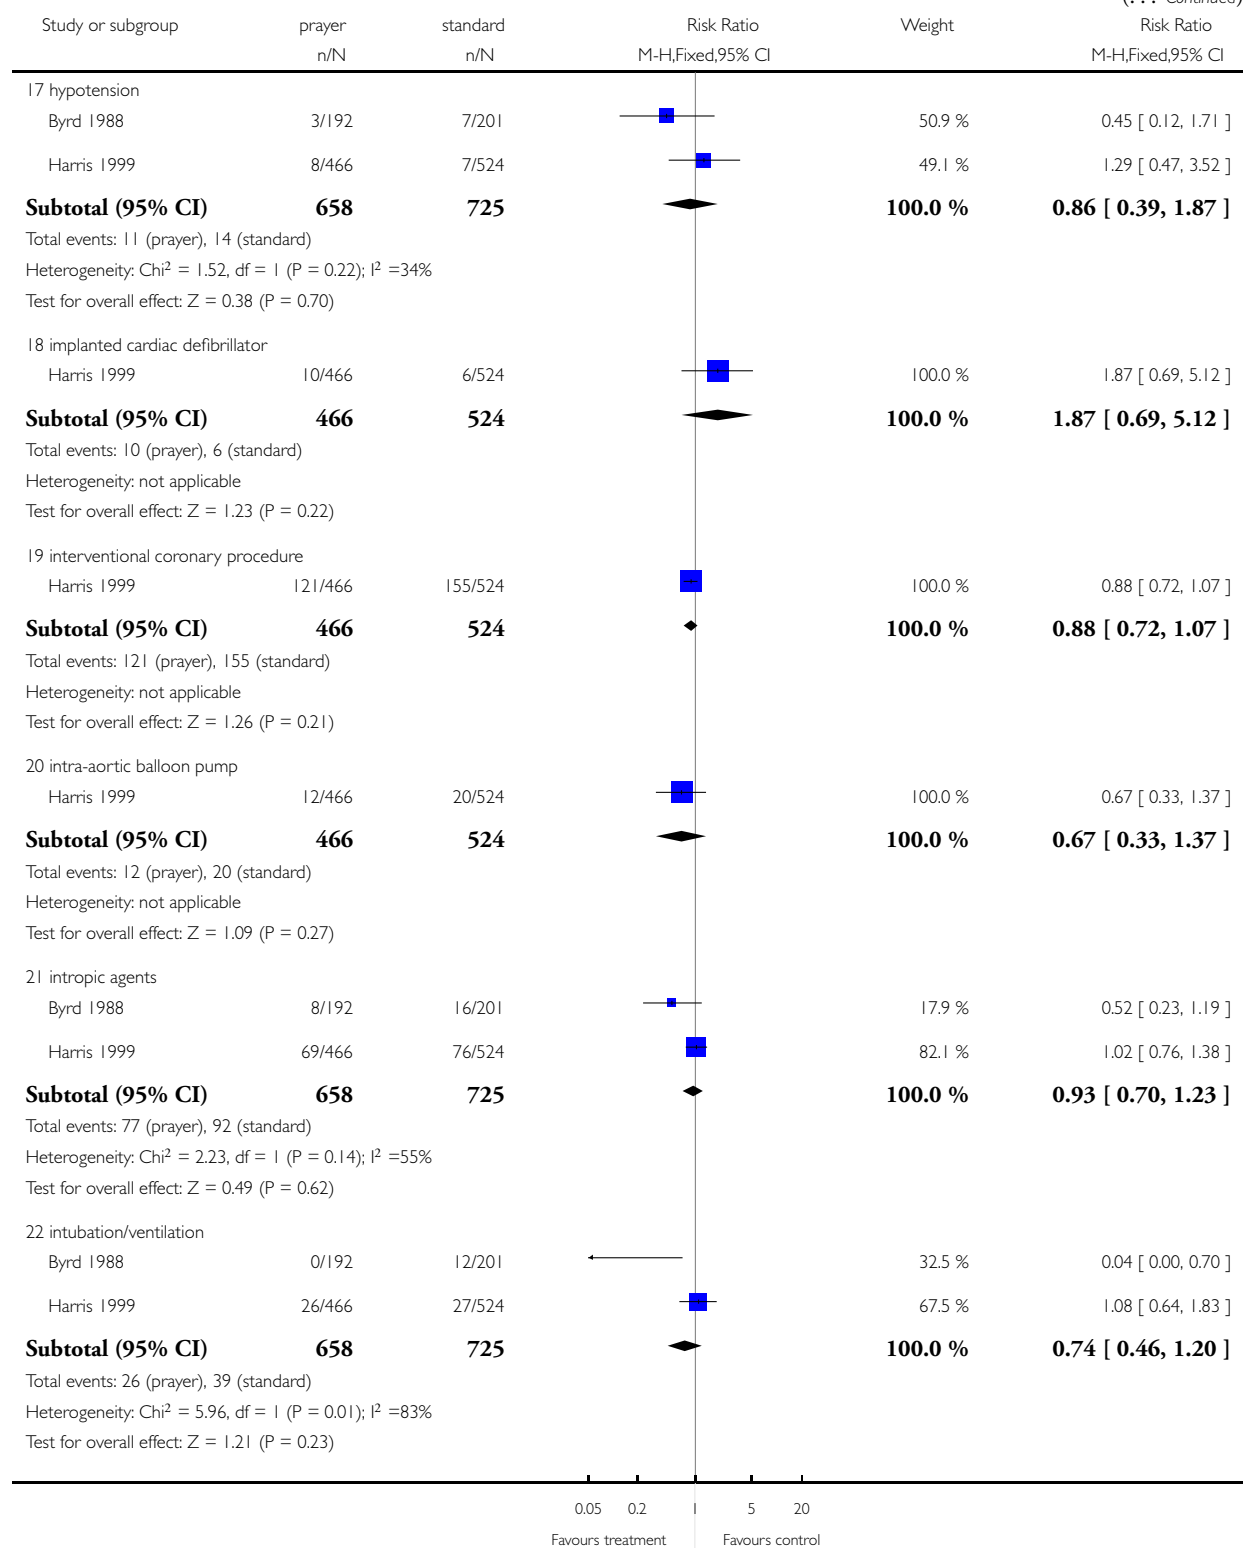 (... Continued)
Study or subgroup prayer standard Risk Ratio Weight Risk Ratio
n/N n/N M-H,Fixed,95% CI M-H,Fixed,95% CI
17 hypotension
Byrd 1988 3/192 7/201 50.9 % 0.45 [ 0.12, 1.71 ]
Harris 1999 8/466 7/524 49.1 % 1.29 [ 0.47, 3.52 ]
Subtotal (95% CI) 658 725 100.0 % 0.86 [ 0.39, 1.87 ]
Total events: 11 (prayer), 14 (standard)
Heterogeneity: Chi² = 1.52, df = 1 (P = 0.22); I² =34%
Test for overall effect: Z = 0.38 (P = 0.70)
18 implanted cardiac defibrillator
Harris 1999 10/466 6/524 100.0 % 1.87 [ 0.69, 5.12 ]
Subtotal (95% CI) 466 524 100.0 % 1.87 [ 0.69, 5.12 ]
Total events: 10 (prayer), 6 (standard)
Heterogeneity: not applicable
Test for overall effect: Z = 1.23 (P = 0.22)
19 interventional coronary procedure
Harris 1999 121/466 155/524 100.0 % 0.88 [ 0.72, 1.07 ]
Subtotal (95% CI) 466 524 100.0 % 0.88 [ 0.72, 1.07 ]
Total events: 121 (prayer), 155 (standard)
Heterogeneity: not applicable
Test for overall effect: Z = 1.26 (P = 0.21)
20 intra-aortic balloon pump
Harris 1999 12/466 20/524 100.0 % 0.67 [ 0.33, 1.37 ]
Subtotal (95% CI) 466 524 100.0 % 0.67 [ 0.33, 1.37 ]
Total events: 12 (prayer), 20 (standard)
Heterogeneity: not applicable
Test for overall effect: Z = 1.09 (P = 0.27)
21 intropic agents
Byrd 1988 8/192 16/201 17.9 % 0.52 [ 0.23, 1.19 ]
Harris 1999 69/466 76/524 82.1 % 1.02 [ 0.76, 1.38 ]
Subtotal (95% CI) 658 725 100.0 % 0.93 [ 0.70, 1.23 ]
Total events: 77 (prayer), 92 (standard)
Heterogeneity: Chi² = 2.23, df = 1 (P = 0.14); I² =55%
Test for overall effect: Z = 0.49 (P = 0.62)
22 intubation/ventilation
Byrd 1988 0/192 12/201 32.5 % 0.04 [ 0.00, 0.70 ]
Harris 1999 26/466 27/524 67.5 % 1.08 [ 0.64, 1.83 ]
Subtotal (95% CI) 658 725 100.0 % 0.74 [ 0.46, 1.20 ]
Total events: 26 (prayer), 39 (standard)
Heterogeneity: Chi² = 5.96, df = 1 (P = 0.01); I² =83%
Test for overall effect: Z = 1.21 (P = 0.23)
0.05 0.2 1 5 20
Favours treatment Favours control